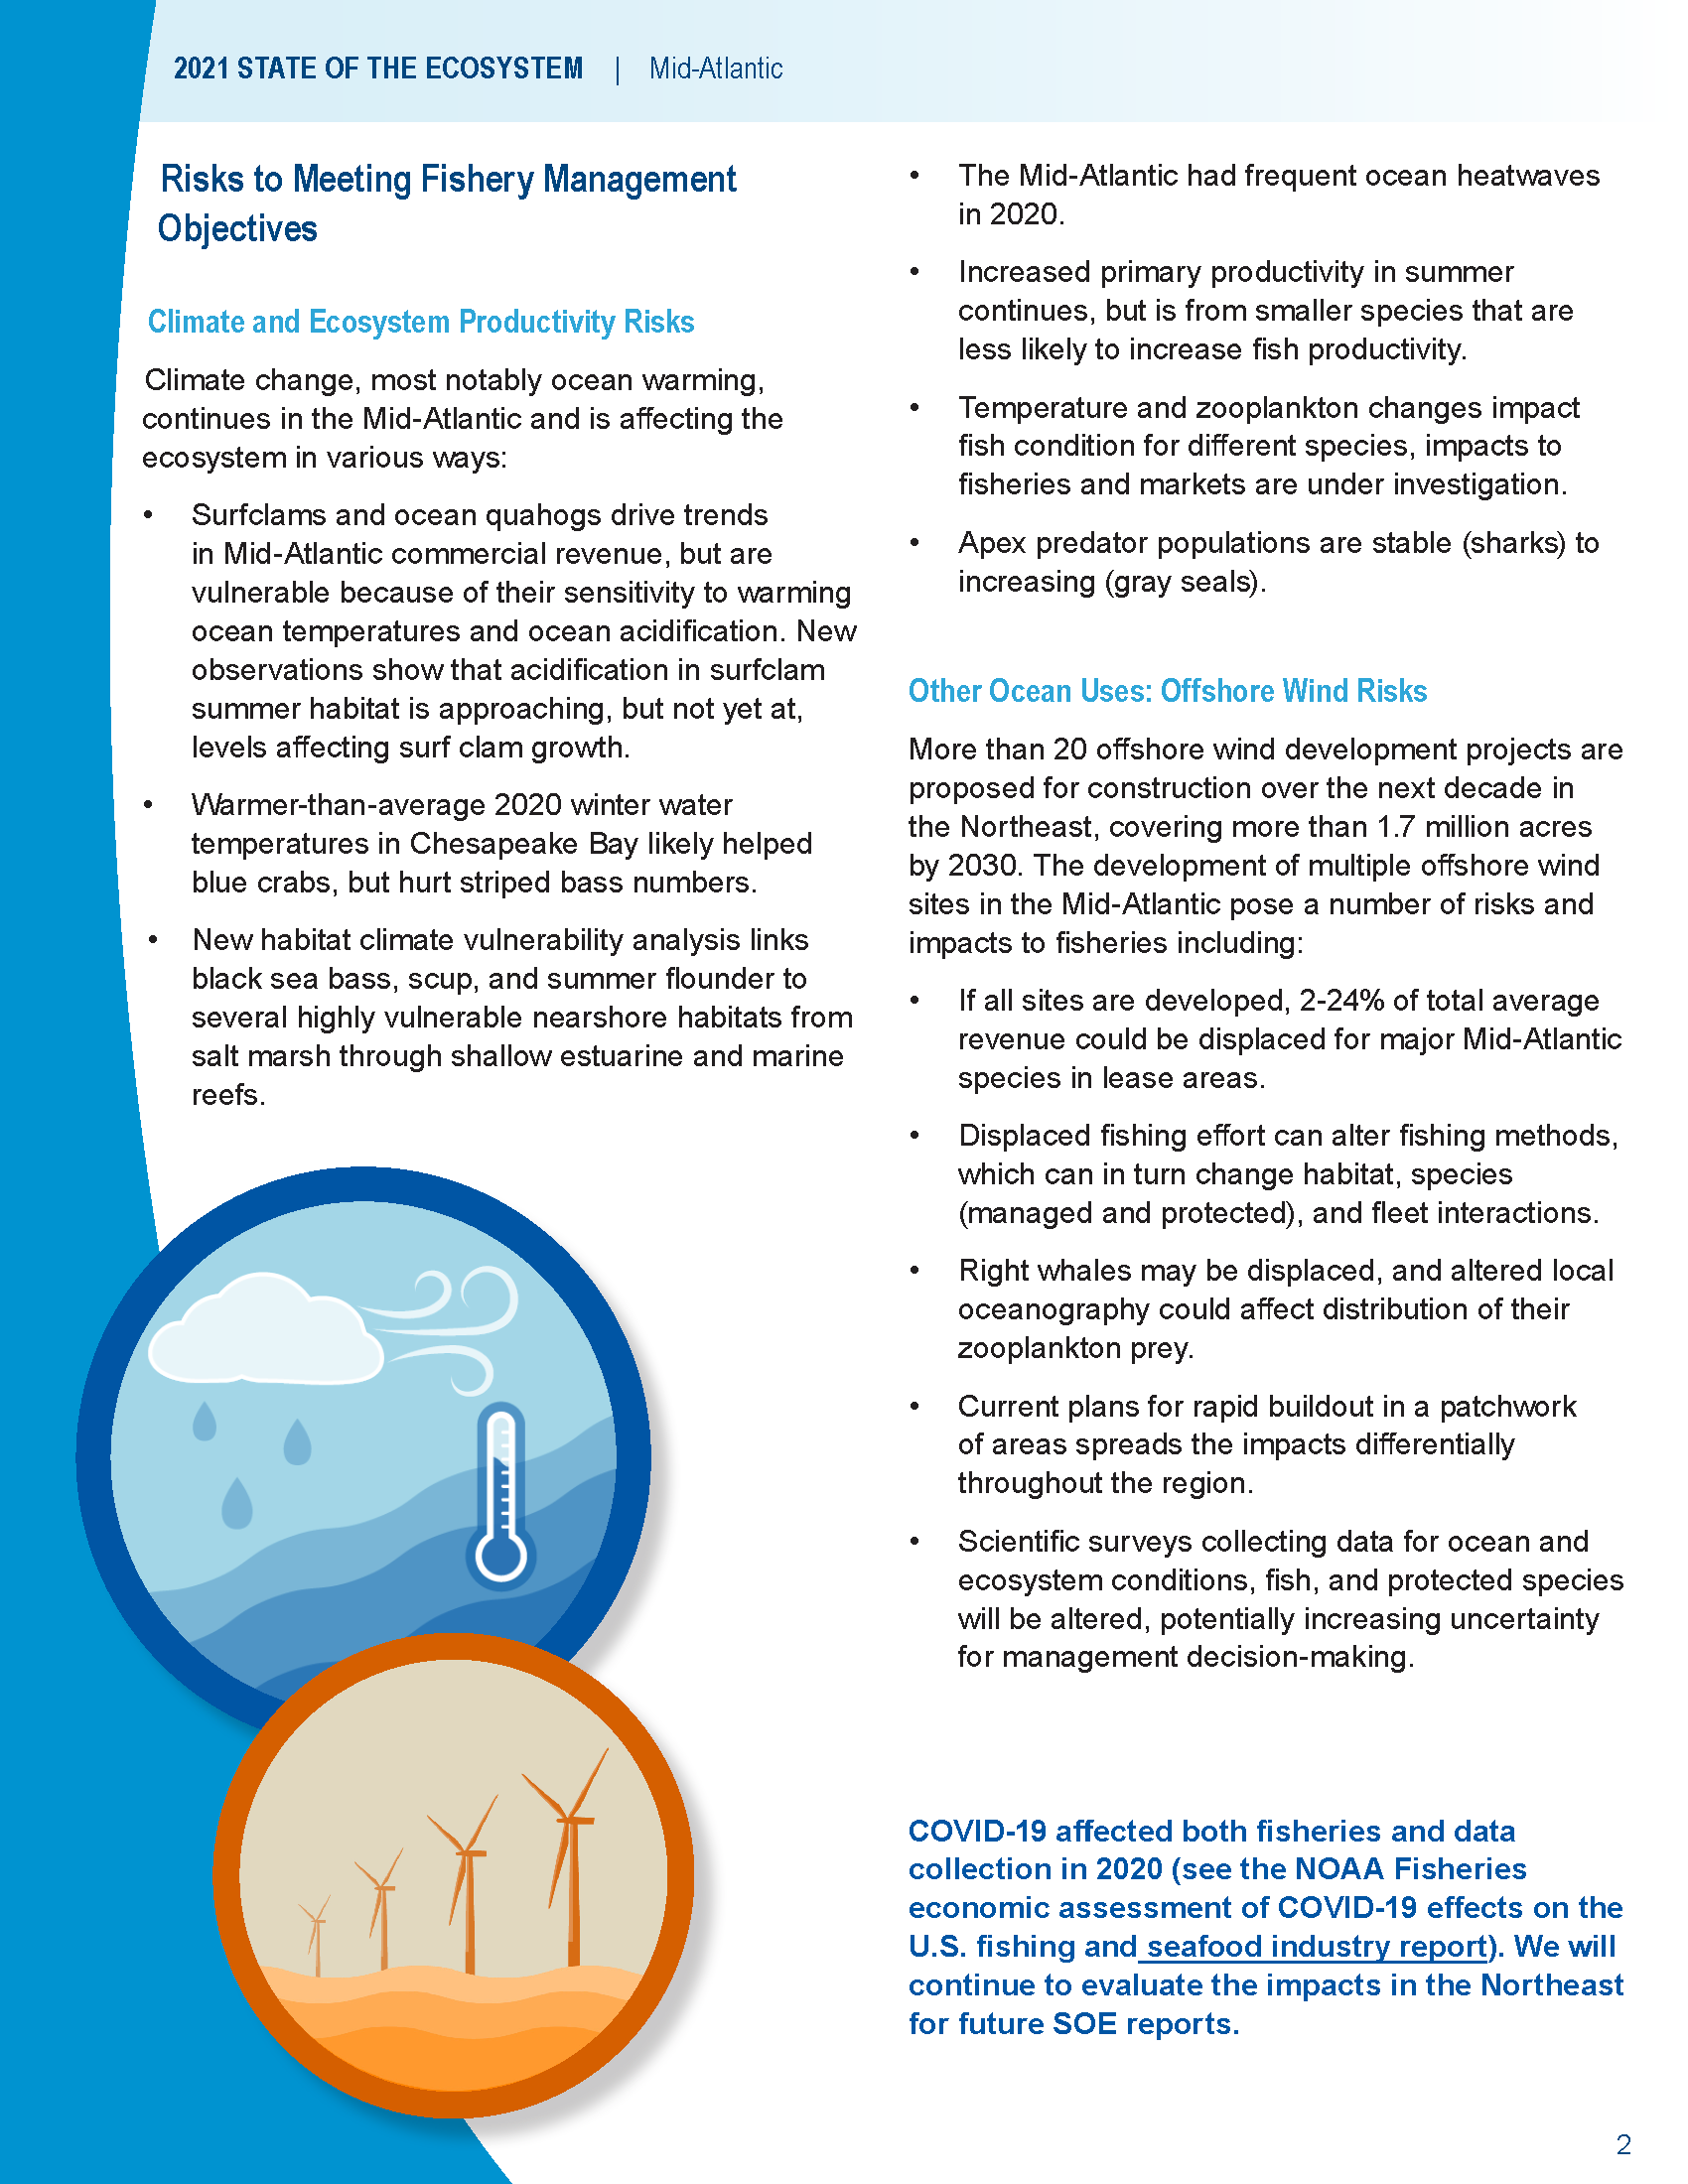 2021 STATE OF THE ECOSYSTEM | Mid-Atlantic
Risks to Meeting Fishery Management
Objectives
Climate and Ecosystem Productivity Risks
Climate change, most notably ocean warming,
continues in the Mid-Atlantic and is affecting the
ecosystem in various ways:
• Surfclams and ocean quahogs drive trends
in Mid-Atlantic commercial revenue, but are
vulnerable because of their sensitivity to warming
ocean temperatures and ocean acidification. New
observations show that acidification in surfclam
summer habitat is approaching, but not yet at,
levels affecting surf clam growth.
• Warmer-than-average 2020 winter water
temperatures in Chesapeake Bay likely helped
blue crabs, but hurt striped bass numbers.
• New habitat climate vulnerability analysis links
black sea bass, scup, and summer flounder to
several highly vulnerable nearshore habitats from
salt marsh through shallow estuarine and marine
reefs.
• The Mid-Atlantic had frequent ocean heatwaves
in 2020.
• Increased primary productivity in summer
continues, but is from smaller species that are
less likely to increase fish productivity.
• Temperature and zooplankton changes impact
fish condition for different species, impacts to
fisheries and markets are under investigation.
• Apex predator populations are stable (sharks) to
increasing (gray seals).
Other Ocean Uses: Offshore Wind Risks
More than 20 offshore wind development projects are
proposed for construction over the next decade in
the Northeast, covering more than 1.7 million acres
by 2030. The development of multiple offshore wind
sites in the Mid-Atlantic pose a number of risks and
impacts to fisheries including:
• If all sites are developed, 2-24% of total average
revenue could be displaced for major Mid-Atlantic
species in lease areas.
• Displaced fishing effort can alter fishing methods,
which can in turn change habitat, species
(managed and protected), and fleet interactions.
• Right whales may be displaced, and altered local
oceanography could affect distribution of their
zooplankton prey.
• Current plans for rapid buildout in a patchwork
of areas spreads the impacts differentially
throughout the region.
• Scientific surveys collecting data for ocean and
ecosystem conditions, fish, and protected species
will be altered, potentially increasing uncertainty
for management decision-making.
COVID-19 affected both fisheries and data
collection in 2020 (see the NOAA Fisheries
economic assessment of COVID-19 effects on the
U.S. fishing and seafood industry report). We will
continue to evaluate the impacts in the Northeast
for future SOE reports.
2